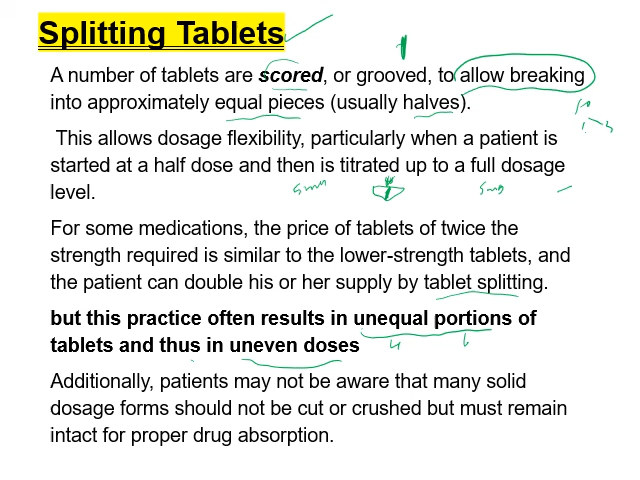 Splitting Tablets
A number of tablets are scored, or grooved, to allow breaking
into approximately equal pieces (usually halves).
This allows dosage flexibility, particularly when a patient is
started at a half dose and then is titrated up to a full dosage
level.
For some medications, the price of tablets of twice the
strength required is similar to the lower-strength tablets, and
the patient can double his or her supply by tablet splitting.
but this practice often results in unequal portions of
tablets and thus in uneven doses
Additionally, patients may not be aware that many solid
dosage forms should not be cut or crushed but must remain
intact for proper drug absorption.